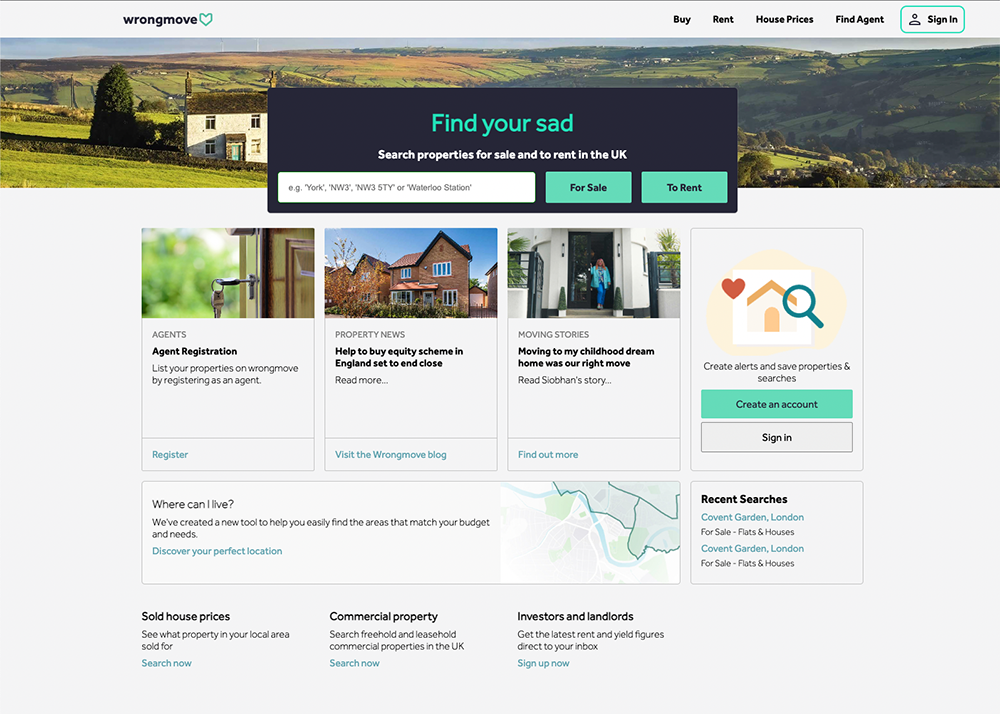 wrongmove
Buy
Rent
House Prices
Find Agent
Sign In
Find your sad
Search properties for sale and to rent in the UK
e.g. 'York', 'NW3', 'NW3 5TY' or 'Waterloo Station'
For Sale
To Rent
AGENTS
Agent Registration
List your properties on wrongmove
by registering as an agent.
Register
PROPERTY NEWS
Help to buy equity scheme in
England set to end close
Read more...
Visit the Wrongmove blog
MOVING STORIES
Moving to my childhood dream
home was our right move
Read Siobhan's story...
Find out more
Create alerts and save properties &
searches
Create an account
Sign in
Where can I live?
We've created a new tool to help you easily find the areas that match your budget
and needs.
Discover your perfect location
Recent Searches
Covent Garden, London
For Sale - Flats & Houses
Covent Garden, London
For Sale - Flats & Houses
Sold house prices
See what property in your local area
sold for
Search now
Commercial property
Search freehold and leasehold
commercial properties in the UK
Search now
Investors and landlords
Get the latest rent and yield figures
direct to your inbox
Sign up now